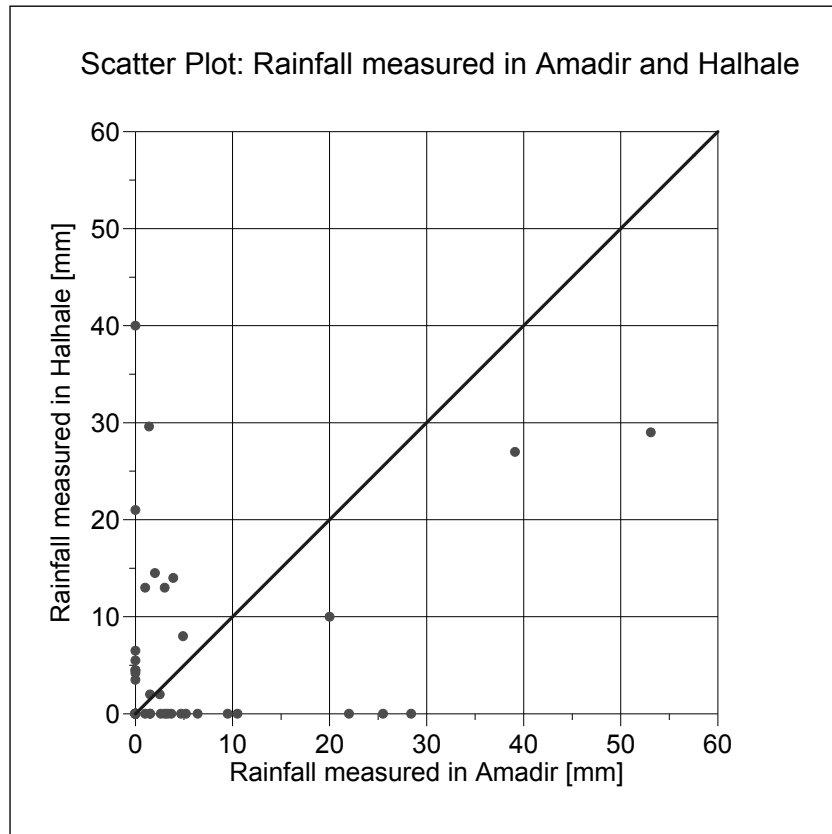 Scatter Plot: Rainfall measured in Amadir and Halhale
60
50
40
30
20
10
0
Rainfall measured in Halhale [mm]
0 10 20 30 40 50 60
Rainfall measured in Amadir [mm]